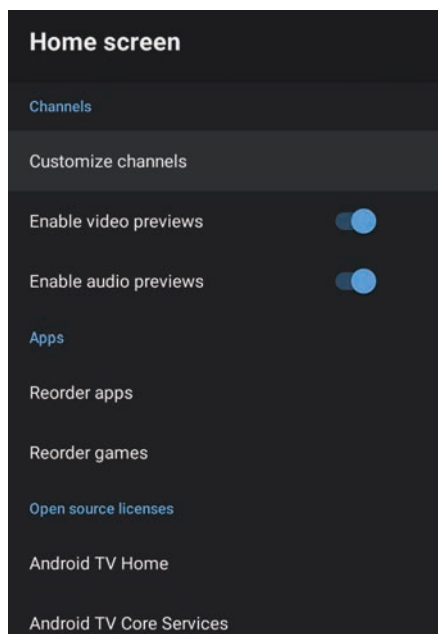 Home screen
Channels
Customize channels
Enable video previews
Enable audio previews
Apps
Reorder apps
Reorder games
Open source licenses
Android TV Home
Android TV Core Services